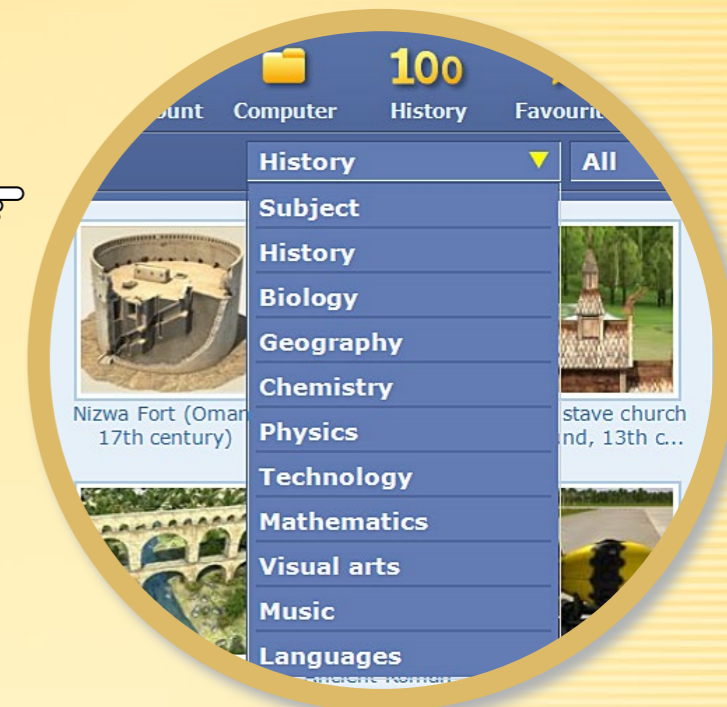 100
Computer
History
History
All
Subject
History
Biology
Geography
Chemistry
Physics
Technology
Mathematics
Visual arts
Music
Languages
Nizwa Fort (Oman
17th century)
stave church
13th c...